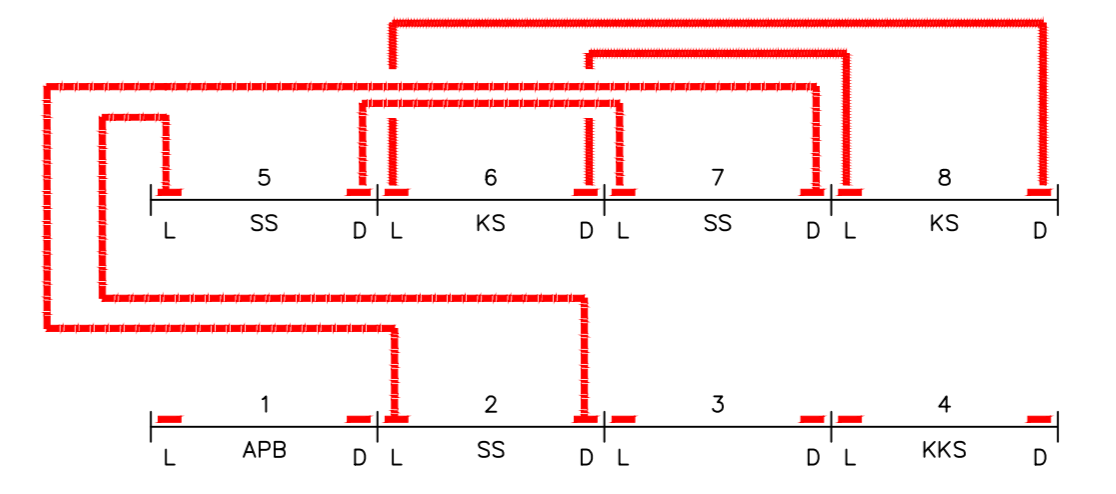 5 6 7 8
SS KS SS KS
L D L D L D L D
1 2 3 4
APB SS KKS
L D L D L D L D